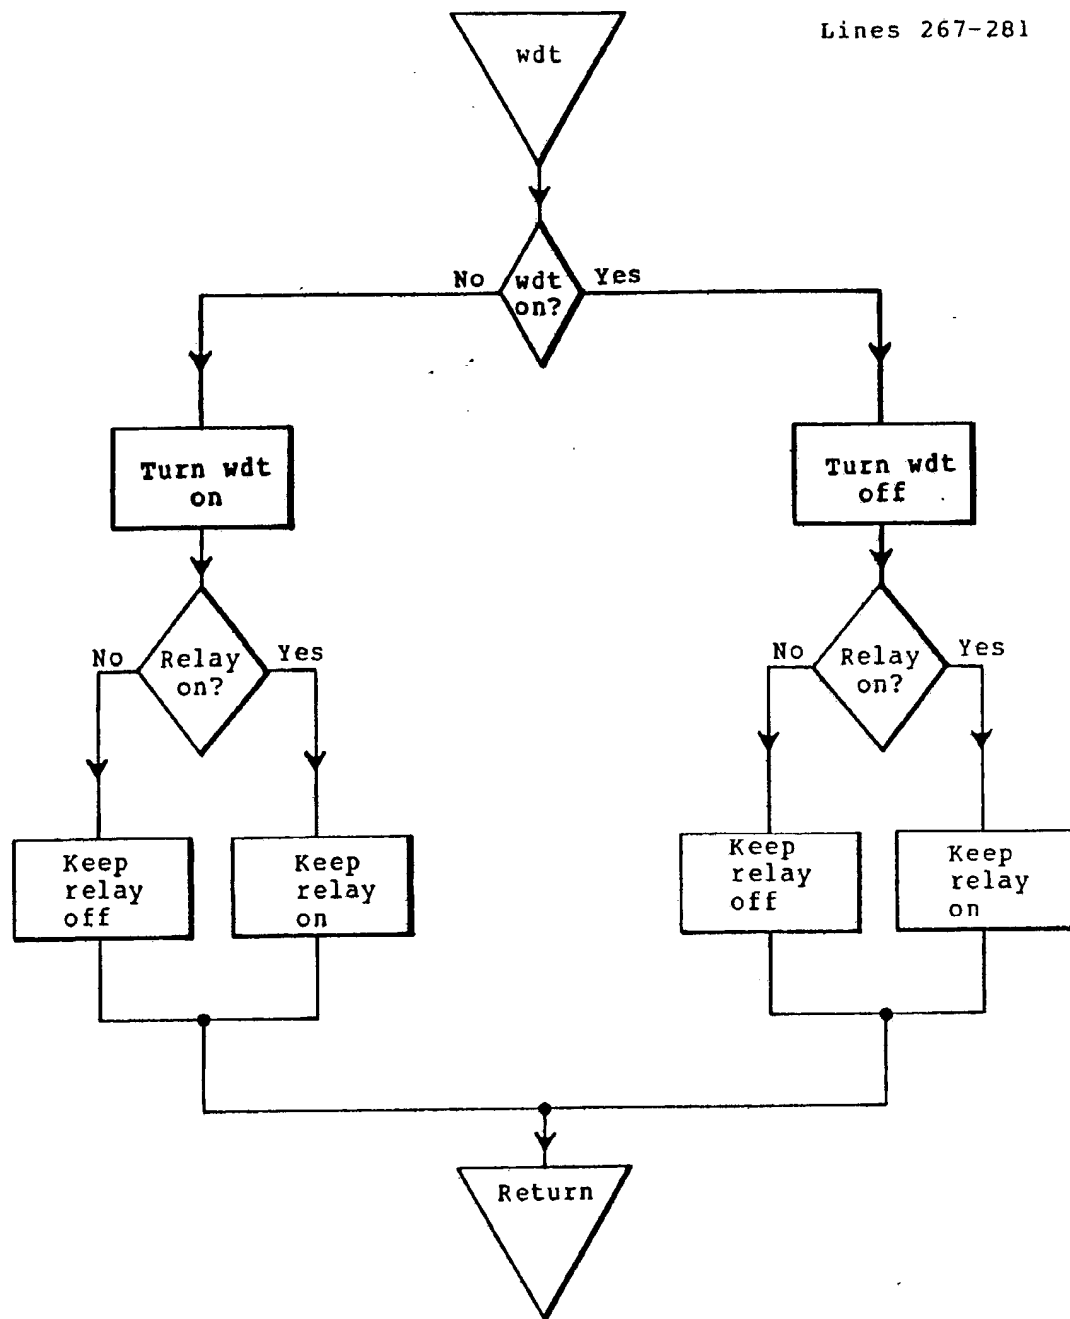 Lines 267-281
wdt
No
wdt
on?
Yes
Turn wdt
on
Turn wdt
off
No
Relay
on?
Yes
No
Relay
on?
Yes
Keep
relay
off
Keep
relay
on
Keep
relay
off
Keep
relay
on
Return